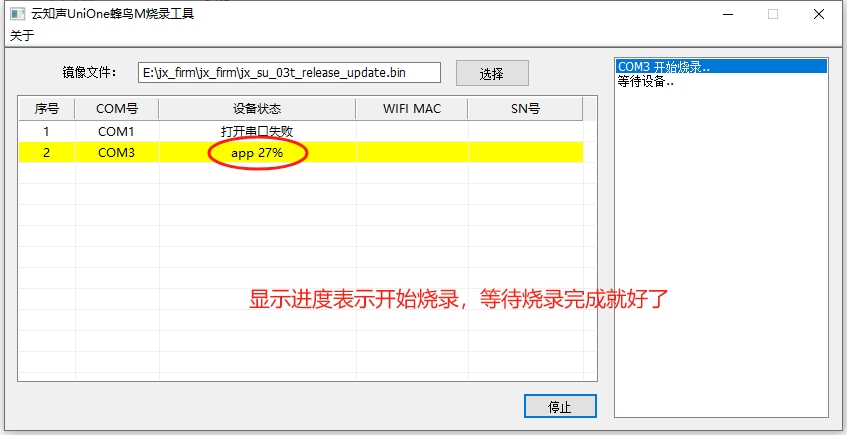 云知声UniOne蜂鸟M烧录工具
关于
镜像文件： E:\jx_firm\jx_firm\jx_su_03t_release_update.bin 选择
序号 COM号 设备状态 WIFI MAC SN号
1 COM1 打开串口失败
2 COM3 app 27%
COM3 开始烧录..
等待设备..
显示进度表示开始烧录，等待烧录完成就好了
停止